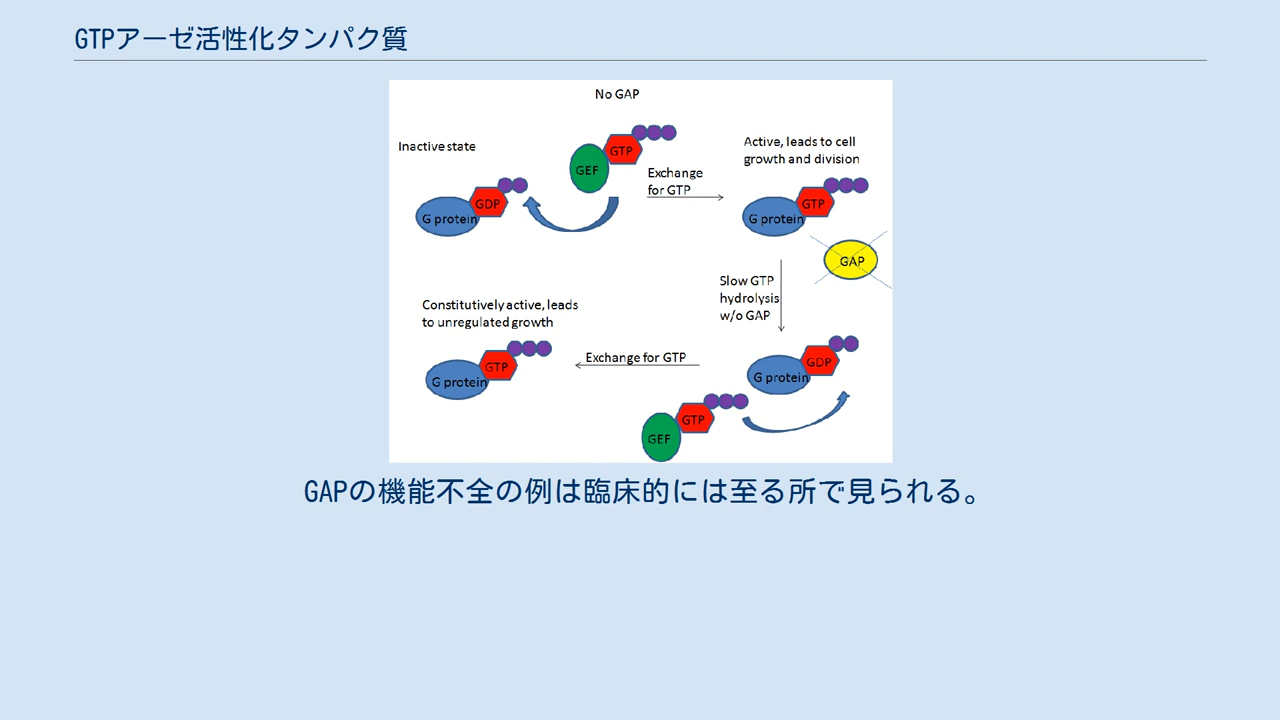 GTPアーゼ活性化タンパク質
No GAP
Inactive state
GDP
G protein
GEF
GTP
Exchange
for GTP
Active, leads to cell
growth and division
GTP
G protein
GAP
Slow GTP
hydrolysis
w/o GAP
GDP
G protein
GTP
GEF
Exchange for GTP
Constitutively active, leads
to unregulated growth
GTP
G protein
GAPの機能不全の例は臨床的には至る所で見られる。